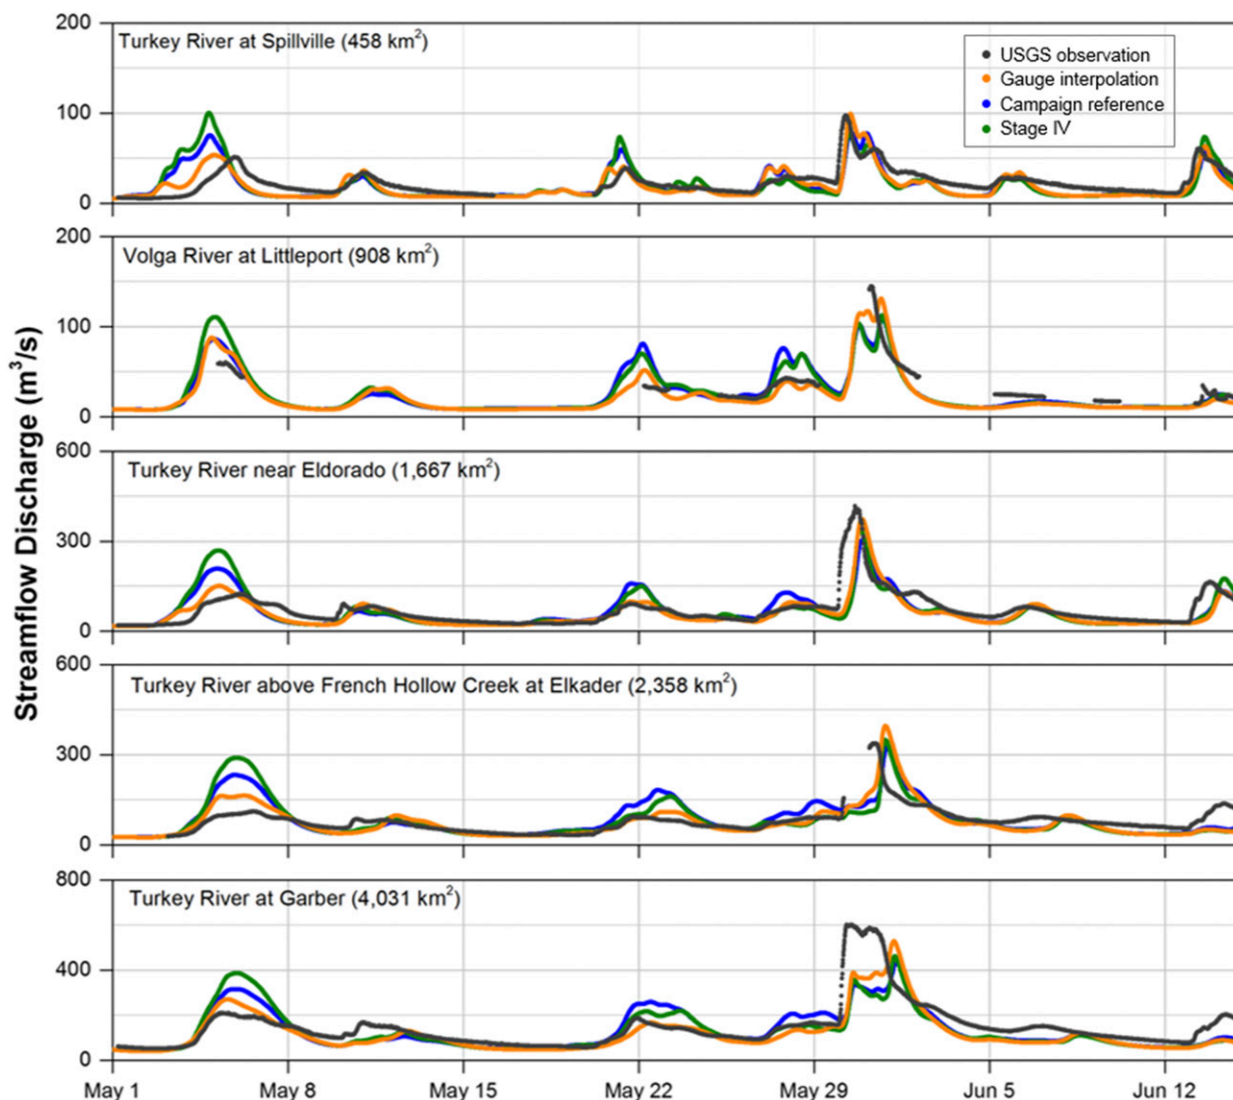 200
Turkey River at Spillville (458 km²)
USGS observation
Gauge interpolation
Campaign reference
Stage IV
100
0
200
Volga River at Littleport (908 km²)
100
0
600
Turkey River near Eldorado (1,667 km²)
300
0
600
Turkey River above French Hollow Creek at Elkader (2,358 km²)
300
0
800
Turkey River at Garber (4,031 km²)
400
0
Streamflow Discharge (m³/s)
May 1 May 8 May 15 May 22 May 29 Jun 5 Jun 12